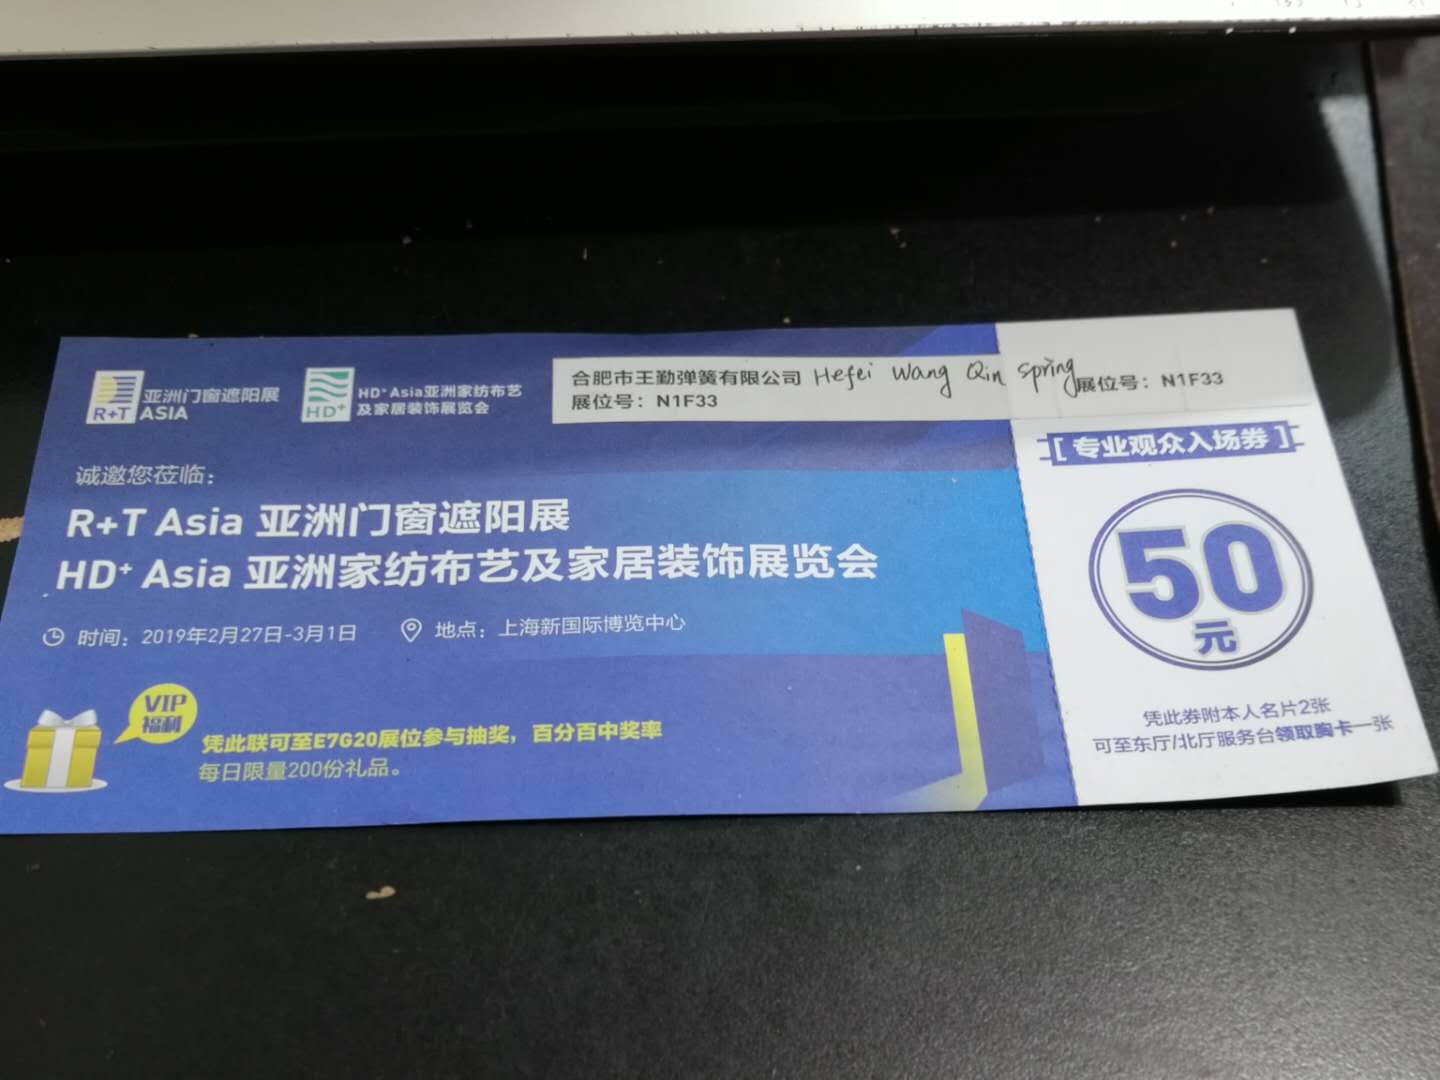 R+T
亚洲门窗遮阳展
ASIA
HD+
HD+ Asia亚洲家纺布艺
及家居装饰展览会
合肥市王勤弹簧有限公司 Hefei Wang Qin Spring
展位号：N1F33
展位号：N1F33
诚邀您莅临：
R+T Asia 亚洲门窗遮阳展
HD+ Asia 亚洲家纺布艺及家居装饰展览会
时间：2019年2月27日-3月1日
地点：上海新国际博览中心
VIP
福利
凭此联可至E7G20展位参与抽奖，百分百中奖率
每日限量200份礼品。
[ 专业观众入场券 ]
50
元
凭此券附本人名片2张
可至东厅/北厅服务台领取胸卡一张